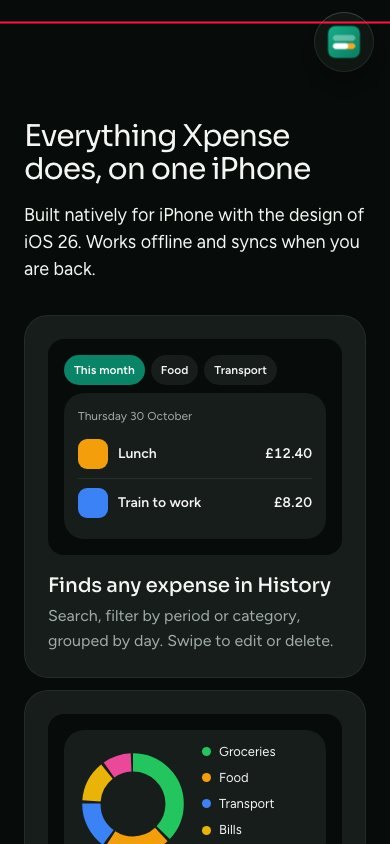 Everything Xpense
does, on one iPhone
Built natively for iPhone with the design of
iOS 26. Works offline and syncs when you
are back.
This month Food Transport
Thursday 30 October
Lunch £12.40
Train to work £8.20
Finds any expense in History
Search, filter by period or category,
grouped by day. Swipe to edit or delete.
Groceries
Food
Transport
Bills